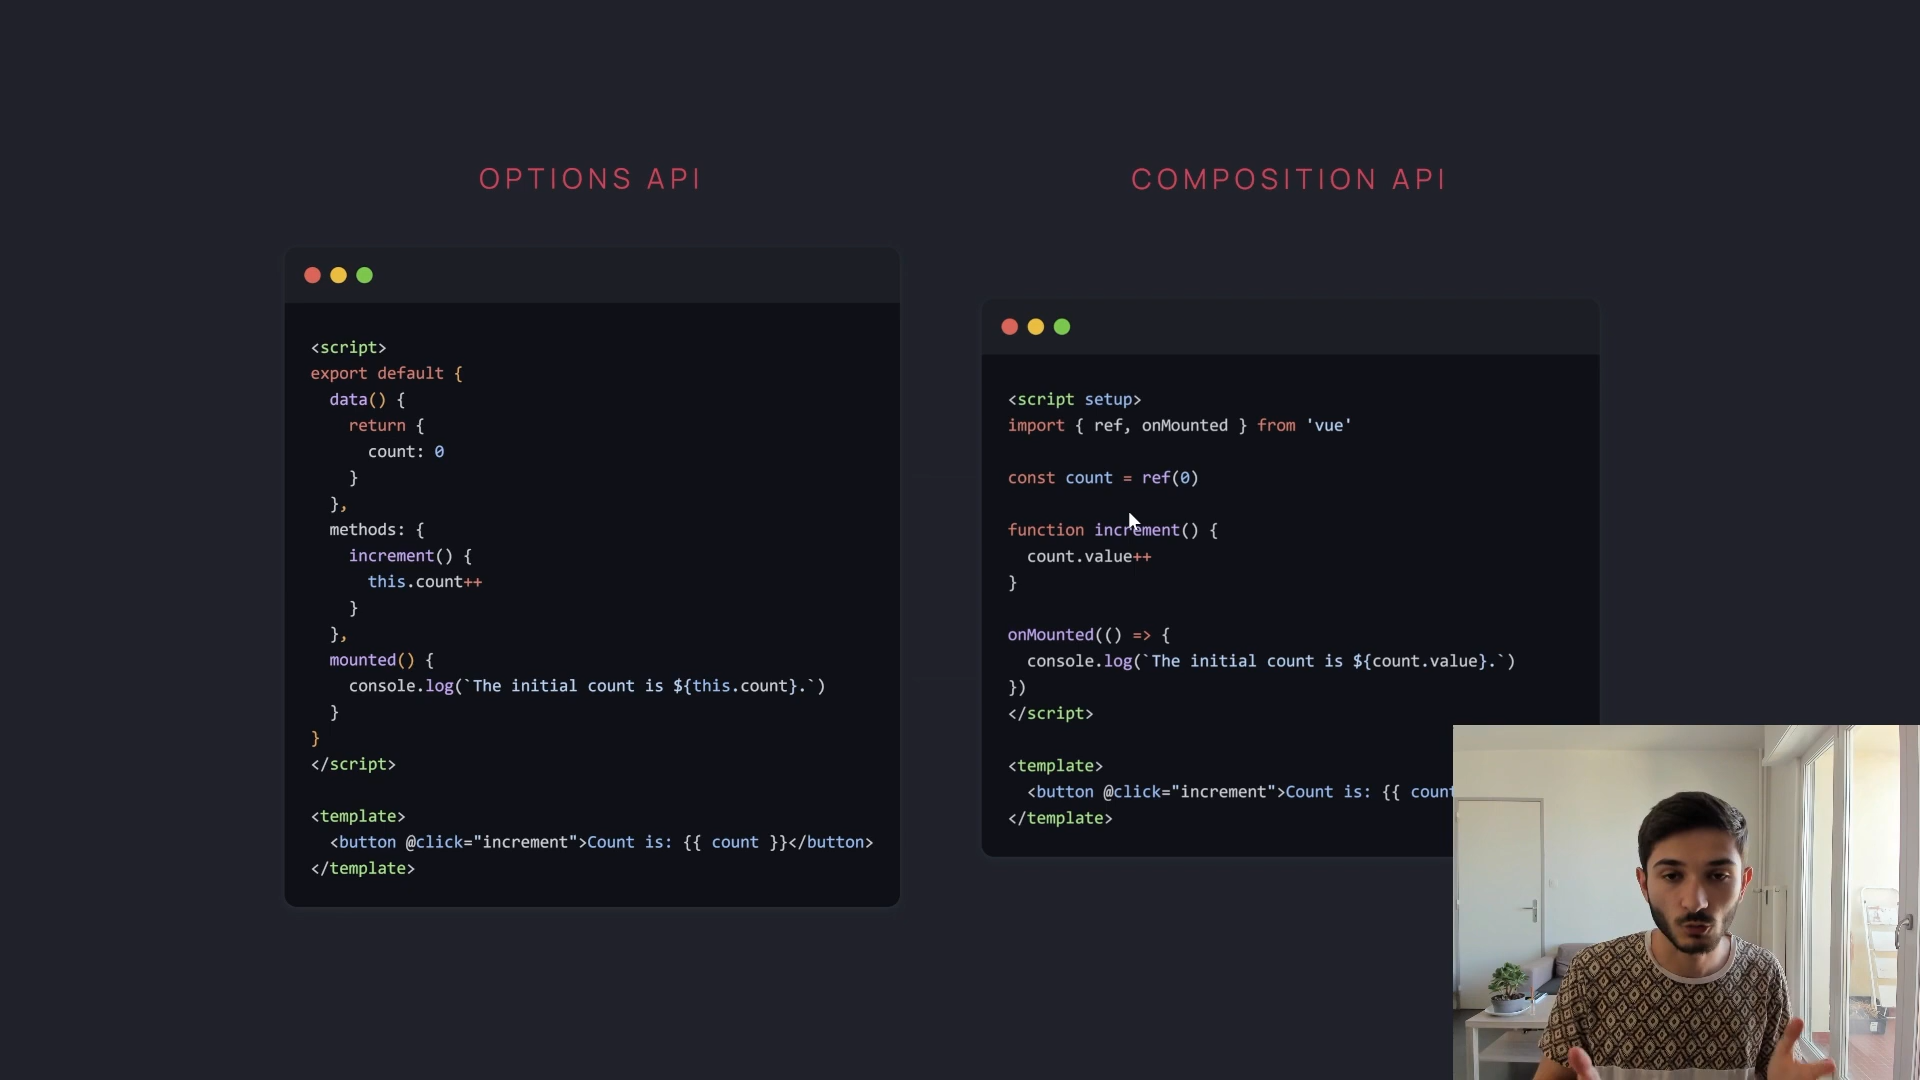 OPTIONS API
<script>
export default {
  data() {
    return {
      count: 0
    }
  },
  methods: {
    increment() {
      this.count++
    }
  },
  mounted() {
    console.log(`The initial count is ${this.count}.`)
  }
}
</script>

<template>
  <button @click="increment">Count is: {{ count }}</button>
</template>
COMPOSITION API
<script setup>
import { ref, onMounted } from 'vue'

const count = ref(0)

function increment() {
  count.value++
}

onMounted(() => {
  console.log(`The initial count is ${count.value}.`)
})
</script>

<template>
  <button @click="increment">Count is: {{ count
</template>